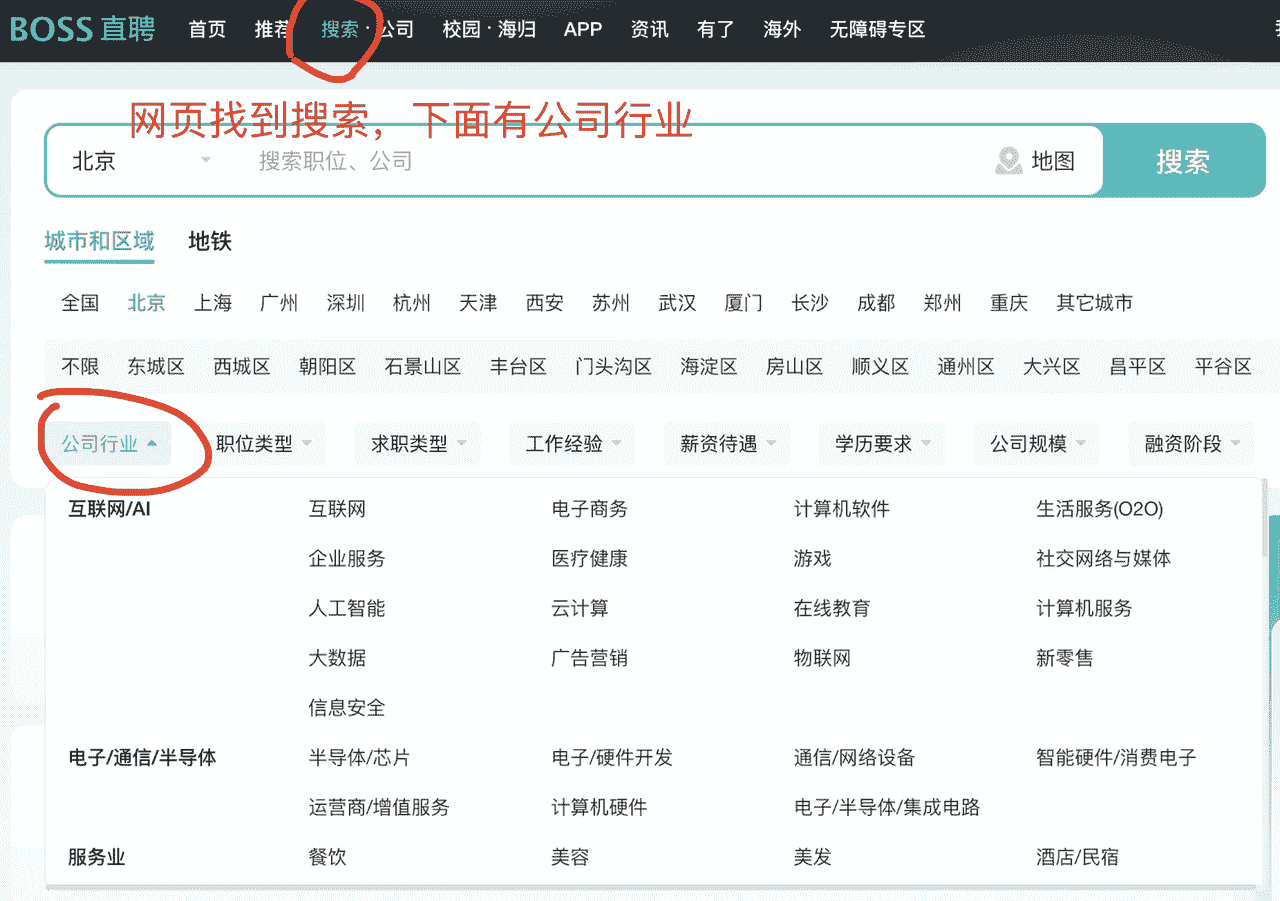 BOSS 直聘 首页 推荐 搜索 · 公司 校园 · 海归 APP 资讯 有了 海外 无障碍专区
网页找到搜索，下面有公司行业
北京 搜索职位、公司 地图 搜索
城市和区域 地铁
全国 北京 上海 广州 深圳 杭州 天津 西安 苏州 武汉 厦门 长沙 成都 郑州 重庆 其它城市
不限 东城区 西城区 朝阳区 石景山区 丰台区 门头沟区 海淀区 房山区 顺义区 通州区 大兴区 昌平区 平谷区
公司行业 职位类型 求职类型 工作经验 薪资待遇 学历要求 公司规模 融资阶段
互联网/AI 互联网 电子商务 计算机软件 生活服务(O2O)
企业服务 医疗健康 游戏 社交网络与媒体
人工智能 云计算 在线教育 计算机服务
大数据 广告营销 物联网 新零售
信息安全
电子/通信/半导体 半导体/芯片 电子/硬件开发 通信/网络设备 智能硬件/消费电子
运营商/增值服务 计算机硬件 电子/半导体/集成电路
服务业 餐饮 美容 美发 酒店/民宿